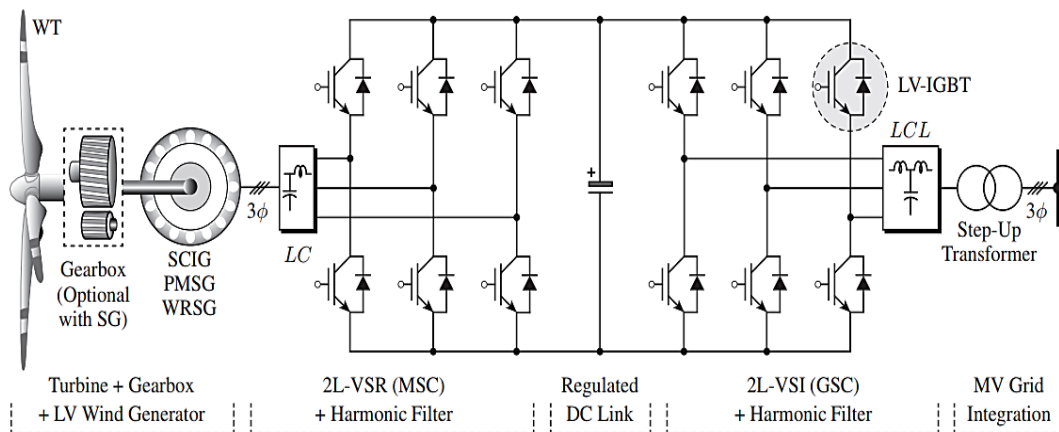 WT
LV-IGBT
LCL
+
3ϕ
LC
3ϕ
Step-Up
Transformer
Gearbox
(Optional
with SG)
SCIG
PMSG
WRSG
Turbine + Gearbox
+ LV Wind Generator
2L-VSR (MSC)
+ Harmonic Filter
Regulated
DC Link
2L-VSI (GSC)
+ Harmonic Filter
MV Grid
Integration